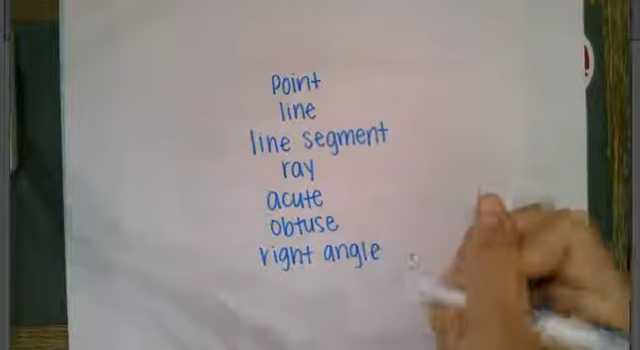 Point
line
line segment
ray
acute
obtuse
right angle